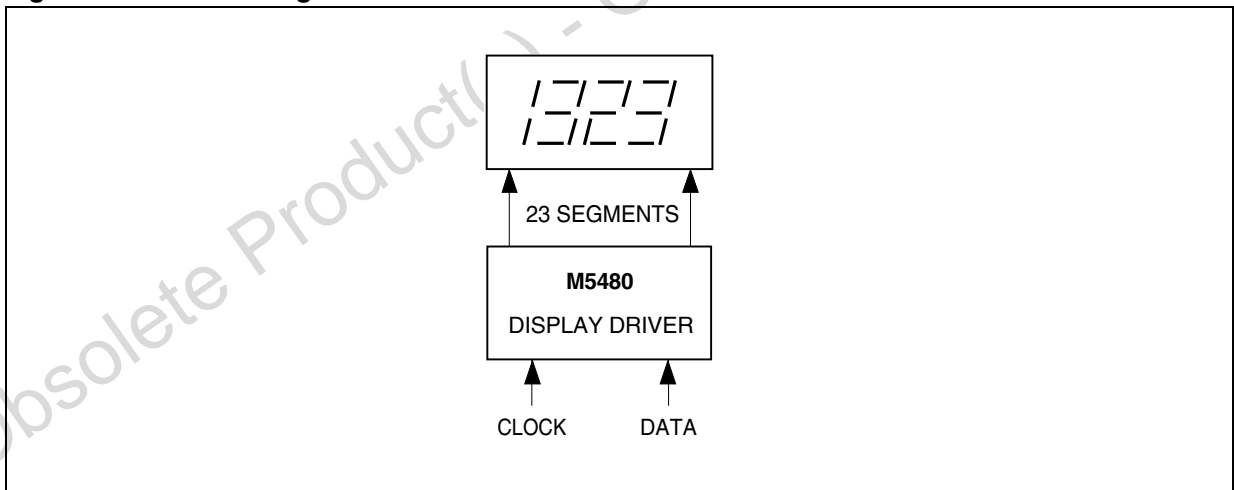 Obsolete Product( ) - O
1323
23 SEGMENTS
M5480
DISPLAY DRIVER
CLOCK DATA